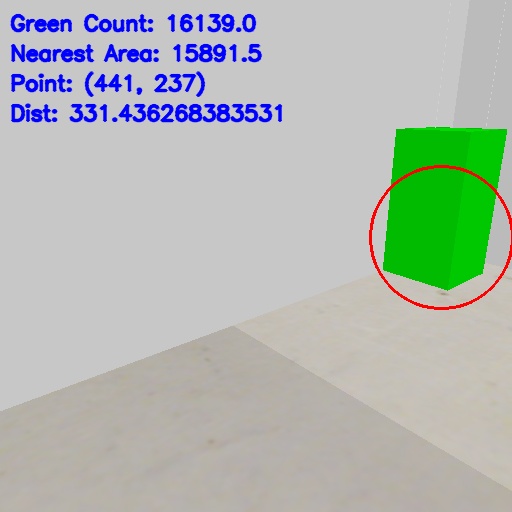 Green Count: 16139.0
Nearest Area: 15891.5
Point: (441, 237)
Dist: 331.436268383531